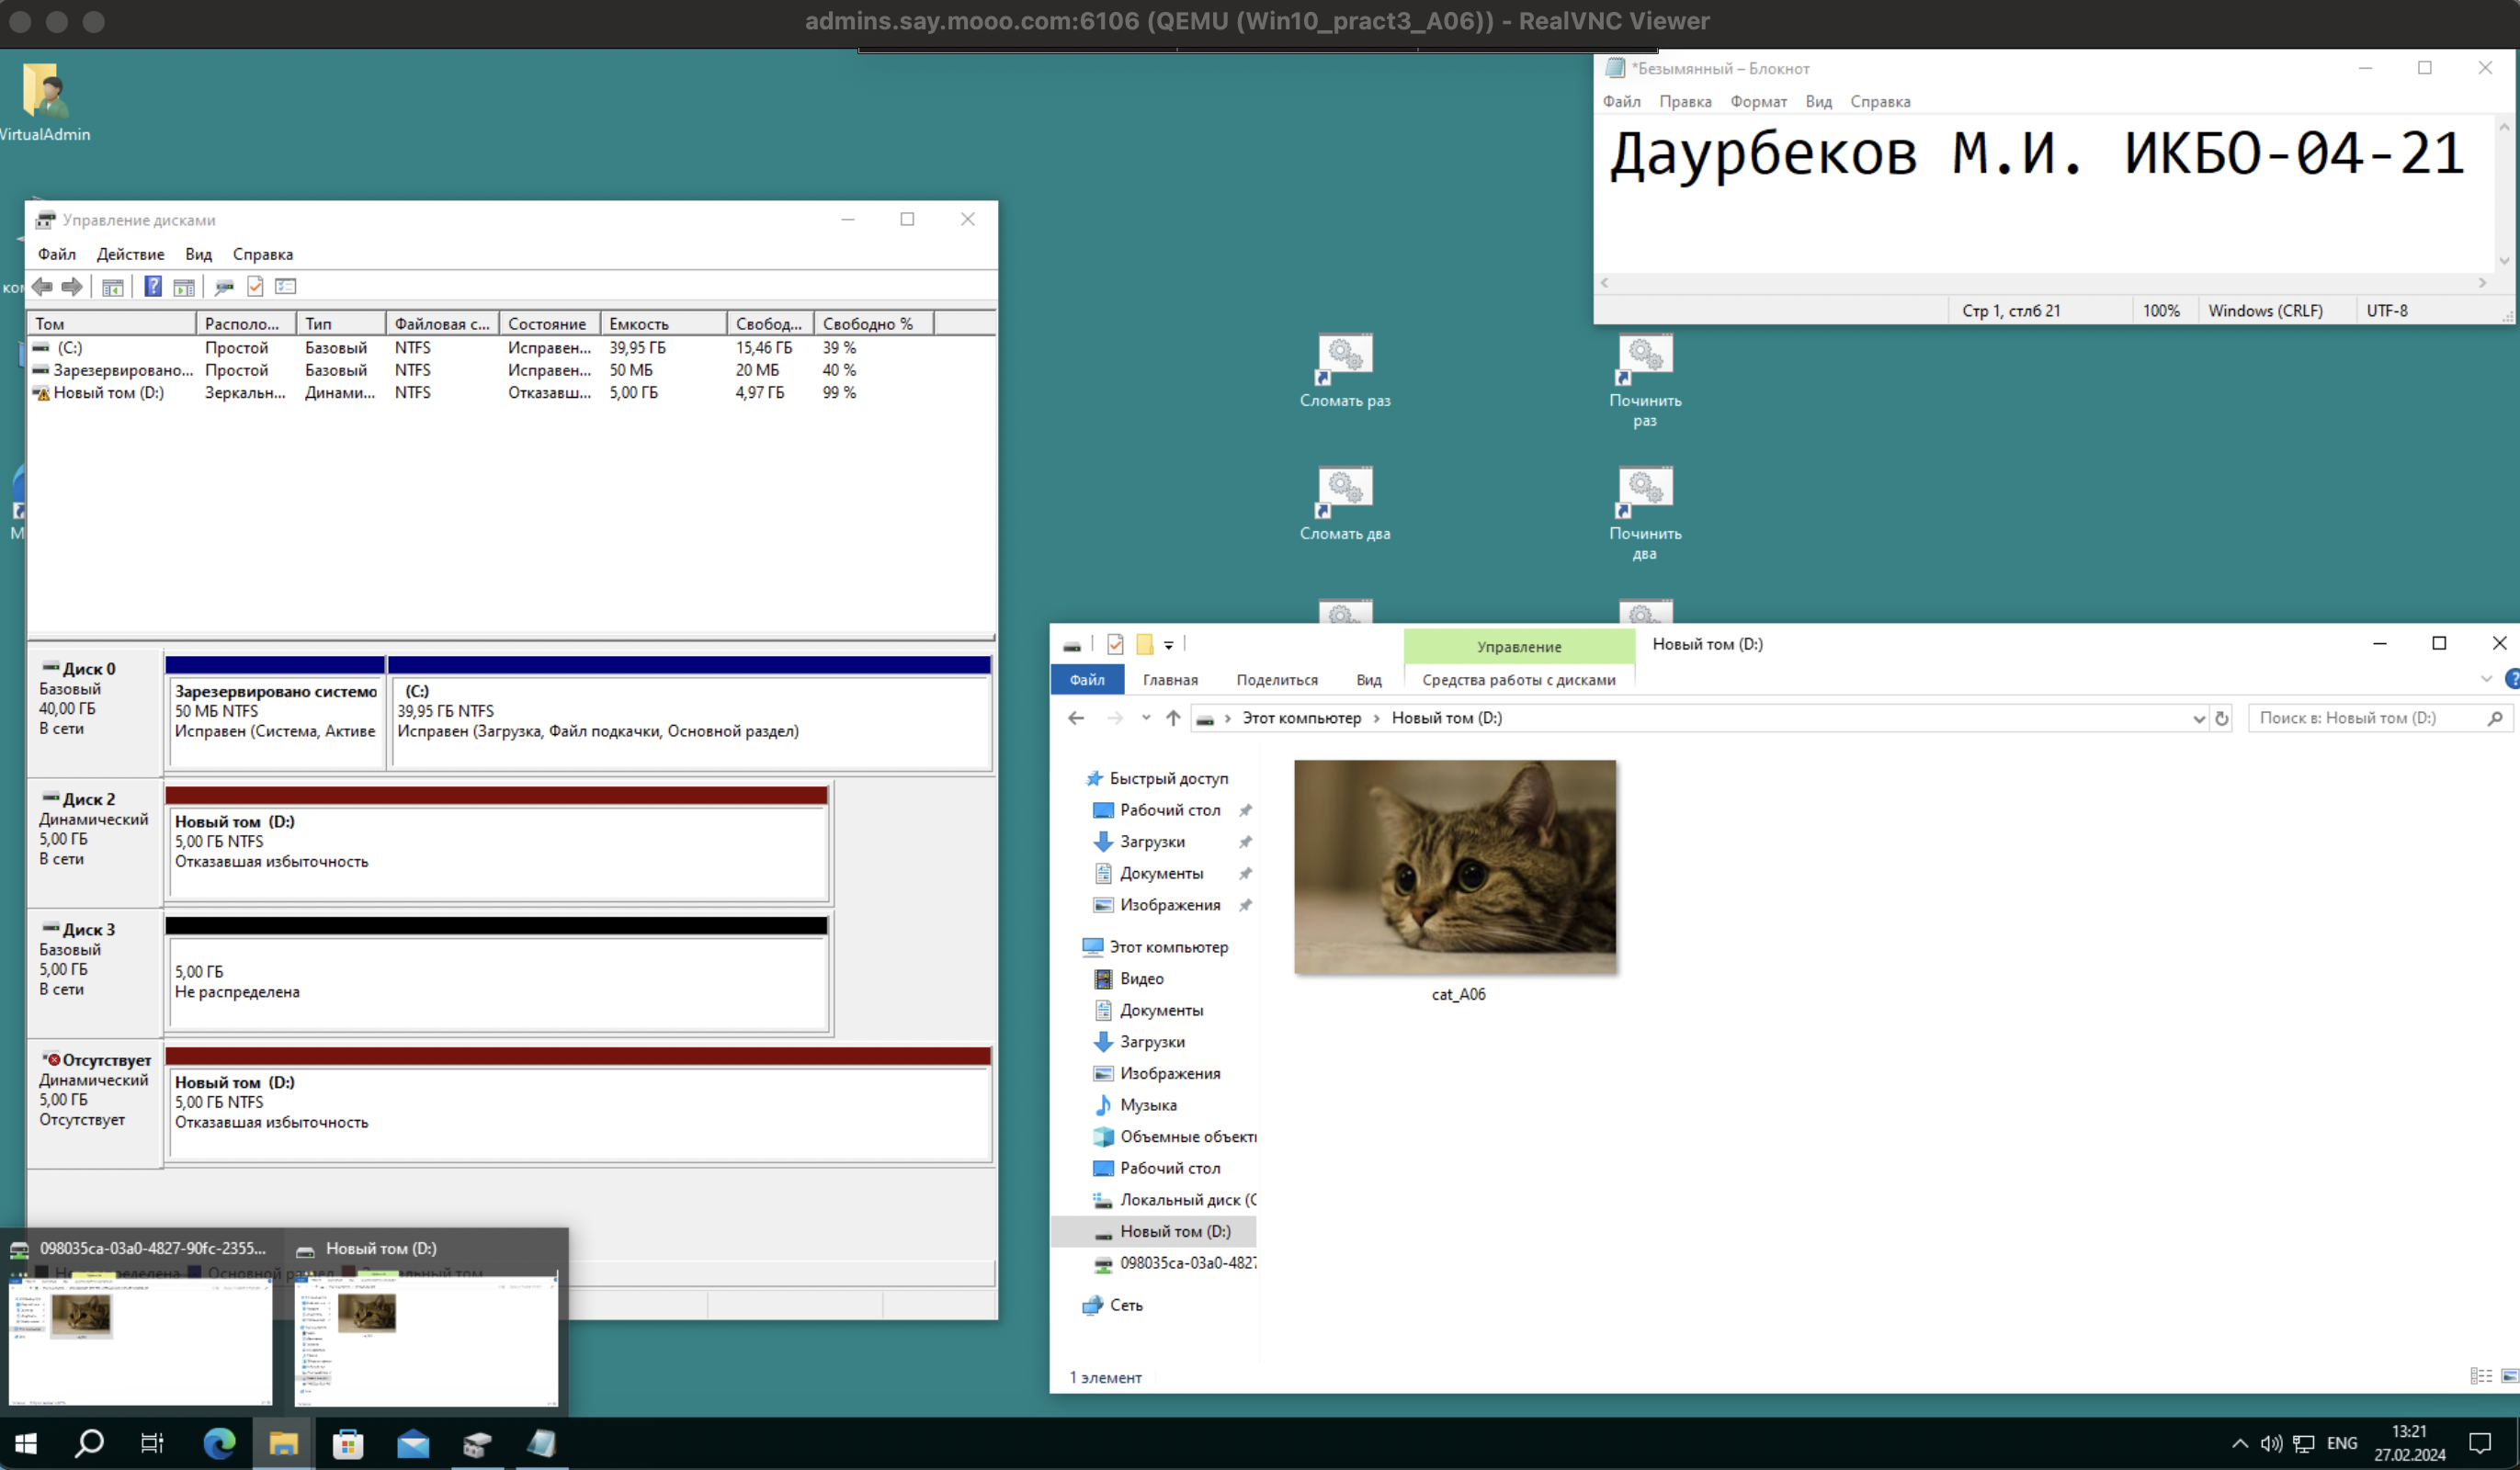 admins.say.mooo.com:6106 (QEMU (Win10_pract3_A06)) - RealVNC Viewer
VirtualAdmin
*Безымянный – Блокнот
Файл Правка Формат Вид Справка
Даурбеков М.И. ИКБО-04-21
Стр 1, стлб 21 100% Windows (CRLF) UTF-8
Управление дисками
Файл Действие Вид Справка
Том Располо... Тип Файловая с... Состояние Емкость Свобод... Свободно %
(C:) Простой Базовый NTFS Исправен... 39,95 ГБ 15,46 ГБ 39 %
Зарезервировано... Простой Базовый NTFS Исправен... 50 МБ 20 МБ 40 %
Новый том (D:) Зеркальн... Динами... NTFS Отказавш... 5,00 ГБ 4,97 ГБ 99 %
Диск 0
Базовый
40,00 ГБ
В сети
Зарезервировано системо
50 МБ NTFS
Исправен (Система, Активе
(C:)
39,95 ГБ NTFS
Исправен (Загрузка, Файл подкачки, Основной раздел)
Диск 2
Динамический
5,00 ГБ
В сети
Новый том (D:)
5,00 ГБ NTFS
Отказавшая избыточность
Диск 3
Базовый
5,00 ГБ
В сети
5,00 ГБ
Не распределена
Отсутствует
Динамический
5,00 ГБ
Отсутствует
Новый том (D:)
5,00 ГБ NTFS
Отказавшая избыточность
Сломать раз
Починить
раз
Сломать два
Починить
два
Управление
Новый том (D:)
Файл Главная Поделиться Вид Средства работы с дисками
Этот компьютер › Новый том (D:)
Поиск в: Новый том (D:)
Быстрый доступ
Рабочий стол
Загрузки
Документы
Изображения
Этот компьютер
Видео
Документы
Загрузки
Изображения
Музыка
Объемные объект
Рабочий стол
Локальный диск (C
Новый том (D:)
098035ca-03a0-4827
Сеть
cat_A06
1 элемент
098035ca-03a0-4827-90fc-2355...
Новый том (D:)
ENG
13:21
27.02.2024